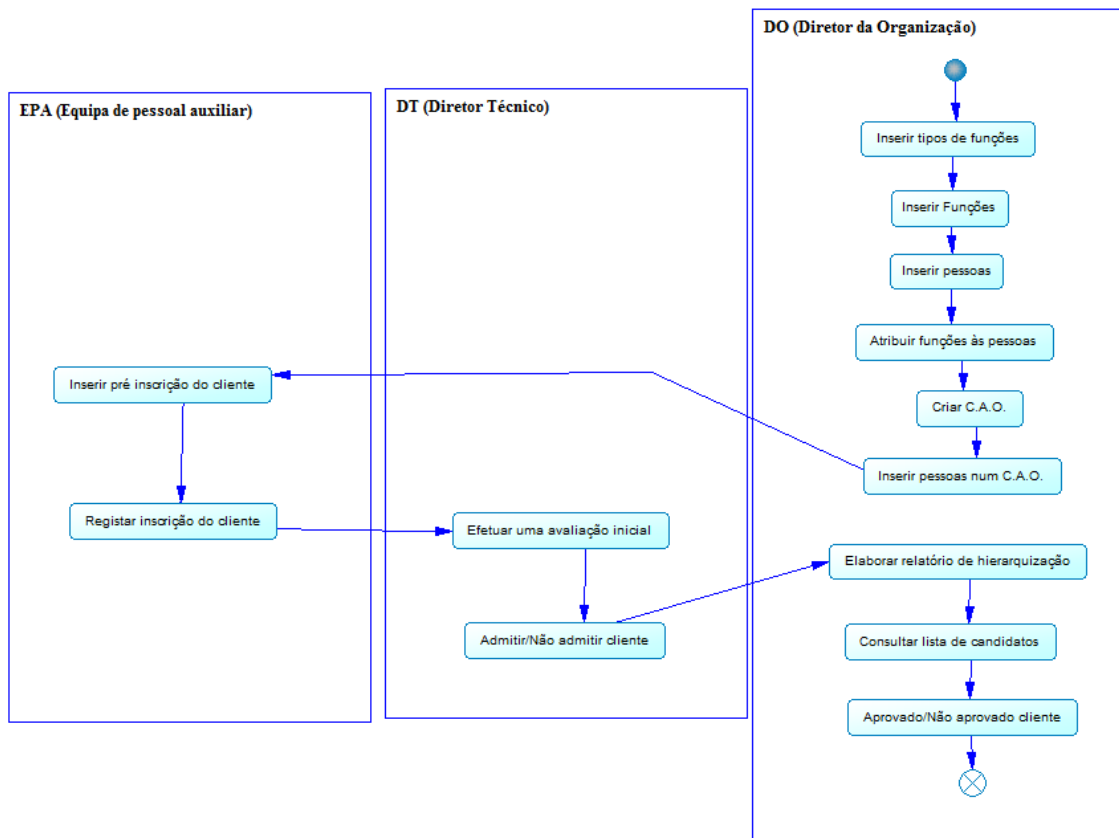 EPA (Equipa de pessoal auxiliar)
Inserir pré inscrição do cliente
Registar inscrição do cliente
DT (Diretor Técnico)
Efetuar uma avaliação inicial
Admitir/Não admitir cliente
DO (Diretor da Organização)
Inserir tipos de funções
Inserir Funções
Inserir pessoas
Atribuir funções às pessoas
Criar C.A.O.
Inserir pessoas num C.A.O.
Elaborar relatório de hierarquização
Consultar lista de candidatos
Aprovado/Não aprovado cliente